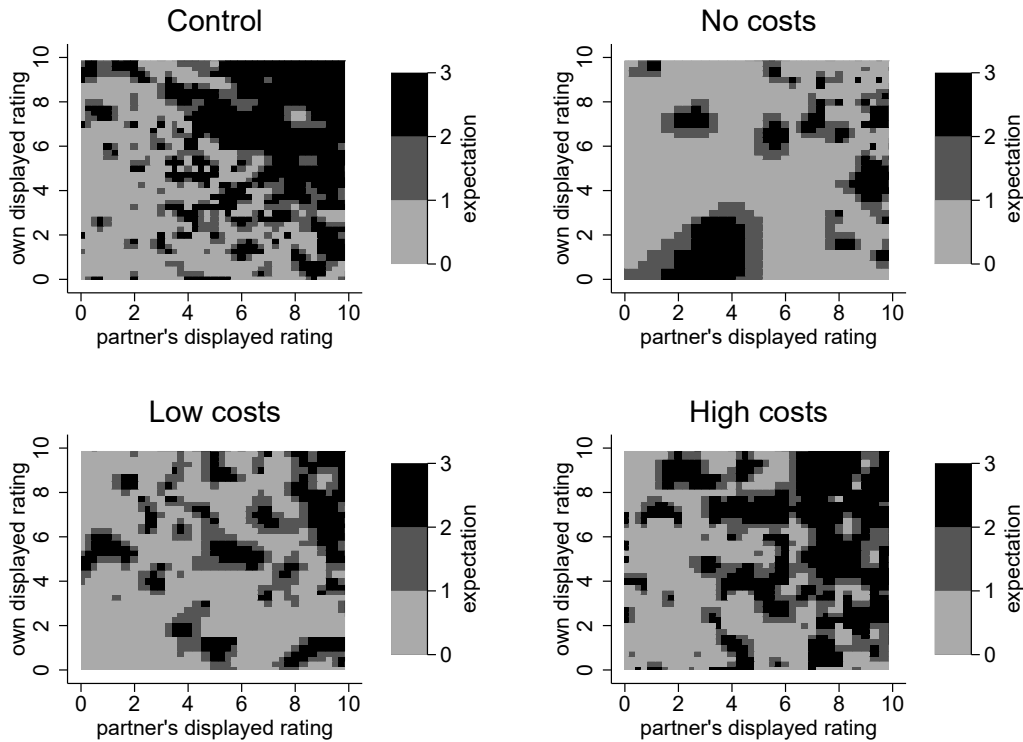 Control
own displayed rating
10
8
6
4
2
0
0 2 4 6 8 10
partner's displayed rating
3
2
1
0
expectation
No costs
own displayed rating
10
8
6
4
2
0
0 2 4 6 8 10
partner's displayed rating
3
2
1
0
expectation
Low costs
own displayed rating
10
8
6
4
2
0
0 2 4 6 8 10
partner's displayed rating
3
2
1
0
expectation
High costs
own displayed rating
10
8
6
4
2
0
0 2 4 6 8 10
partner's displayed rating
3
2
1
0
expectation